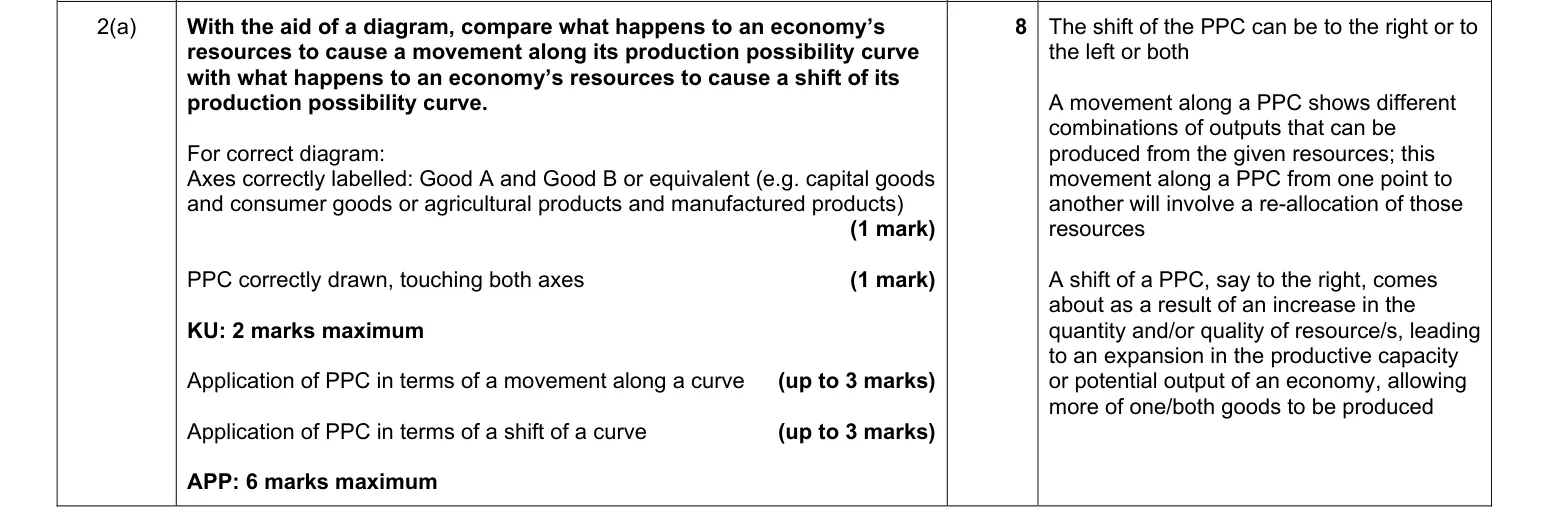 2(a)
With the aid of a diagram, compare what happens to an economy's
resources to cause a movement along its production possibility curve
with what happens to an economy's resources to cause a shift of its
production possibility curve.
For correct diagram:
Axes correctly labelled: Good A and Good B or equivalent (e.g. capital goods
and consumer goods or agricultural products and manufactured products)
(1 mark)
PPC correctly drawn, touching both axes (1 mark)
KU: 2 marks maximum
Application of PPC in terms of a movement along a curve (up to 3 marks)
Application of PPC in terms of a shift of a curve (up to 3 marks)
APP: 6 marks maximum
8
The shift of the PPC can be to the right or to
the left or both
A movement along a PPC shows different
combinations of outputs that can be
produced from the given resources; this
movement along a PPC from one point to
another will involve a re-allocation of those
resources
A shift of a PPC, say to the right, comes
about as a result of an increase in the
quantity and/or quality of resource/s, leading
to an expansion in the productive capacity
or potential output of an economy, allowing
more of one/both goods to be produced